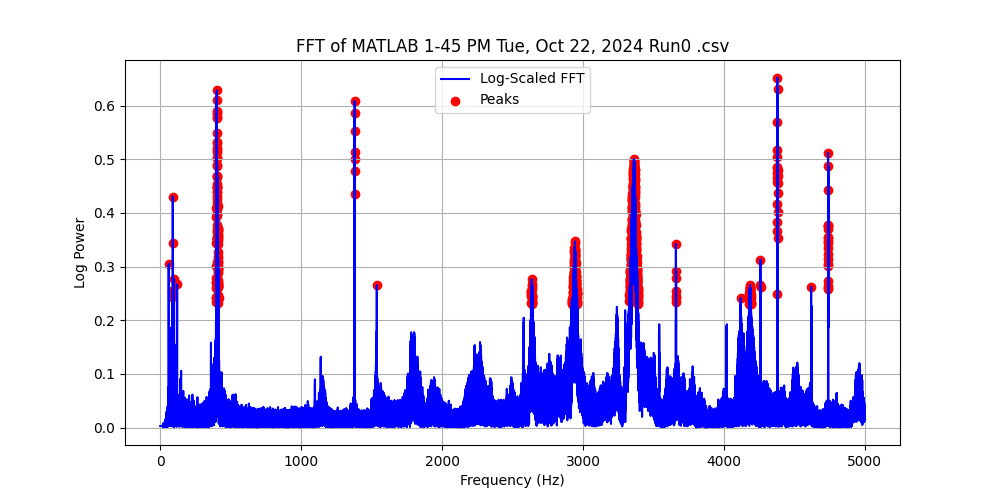 FFT of MATLAB 1-45 PM Tue, Oct 22, 2024 Run0 .csv
Log-Scaled FFT
Peaks
0.6
0.5
0.4
0.3
0.2
0.1
0.0
Log Power
0 1000 2000 3000 4000 5000
Frequency (Hz)